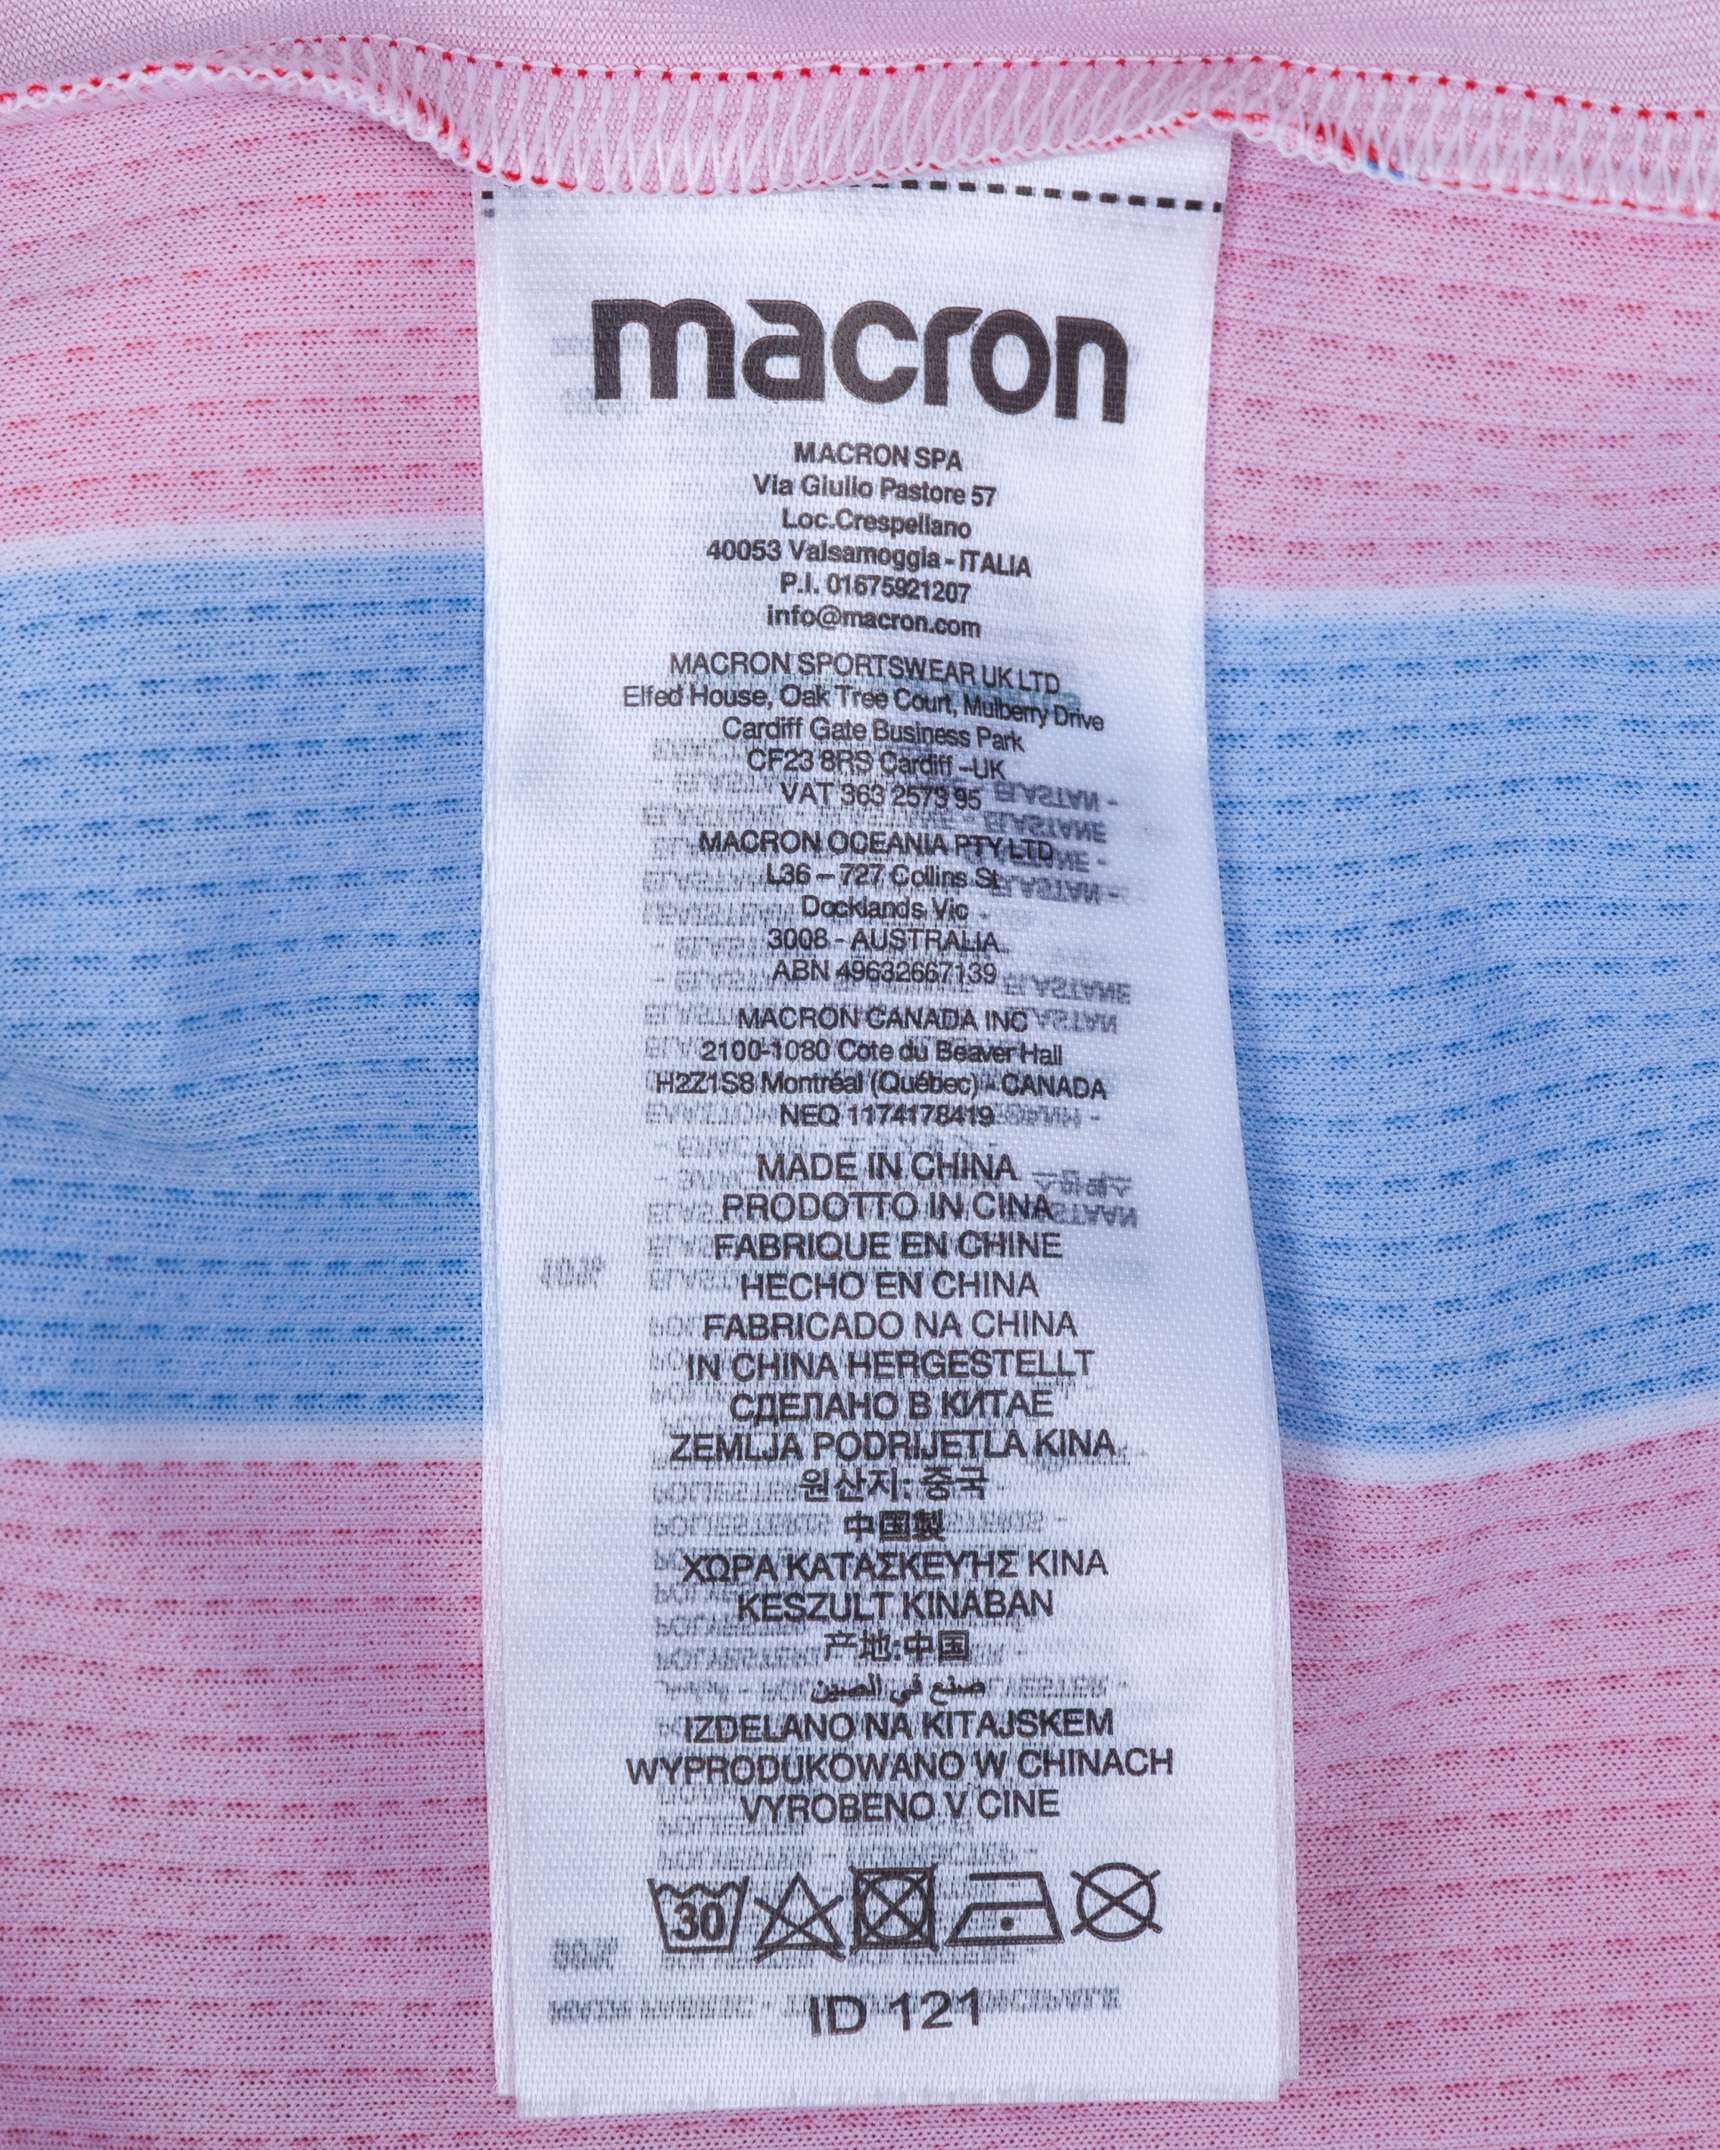 macron
MACRON SPA
Via Giulio Pastore 57
Loc.Crespellano
40053 Valsamoggia - ITALIA
P.I. 01675921207
info@macron.com
MACRON SPORTSWEAR UK LTD
Elfed House, Oak Tree Court, Mulberry Drive
Cardiff Gate Business Park
CF23 8RS Cardiff –UK
VAT 363 2573 95
MACRON OCEANIA PTY LTD
L36 – 727 Collins St
Docklands Vic
3008 - AUSTRALIA
ABN 49632667139
MACRON CANADA INC
2100-1080 Cote du Beaver Hall
H2Z1S8 Montréal (Québec) - CANADA
NEQ 1174178419
MADE IN CHINA
PRODOTTO IN CINA
FABRIQUE EN CHINE
HECHO EN CHINA
FABRICADO NA CHINA
IN CHINA HERGESTELLT
СДЕЛАНО В КИТАЕ
ZEMLJA PODRIJETLA KINA
원산지: 중국
中国製
ΧΩΡΑ ΚΑΤΑΣΚΕΥΉΣ ΚΙΝΑ
KESZULT KINABAN
产地:中国
صنع في الصين
IZDELANO NA KITAJSKEM
WYPRODUKOWANO W CHINACH
VYROBENO V CINE
30
ID 121